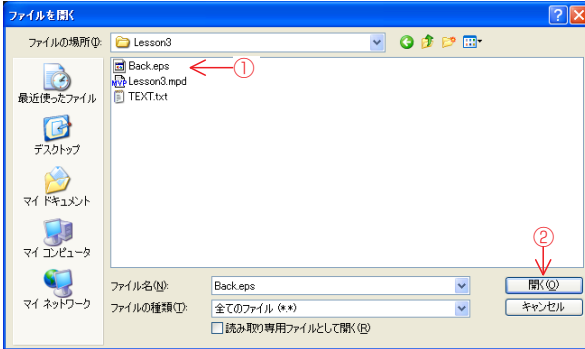 ファイルを開く
ファイルの場所(I):
Lesson3
Back.eps
①
Lesson3.mpd
TEXT.txt
最近使ったファイル
デスクトップ
マイ ドキュメント
マイ コンピュータ
マイ ネットワーク
②
ファイル名(N):
Back.eps
開く(O)
ファイルの種類(T):
全てのファイル (*.*)
キャンセル
読み取り専用ファイルとして開く(R)